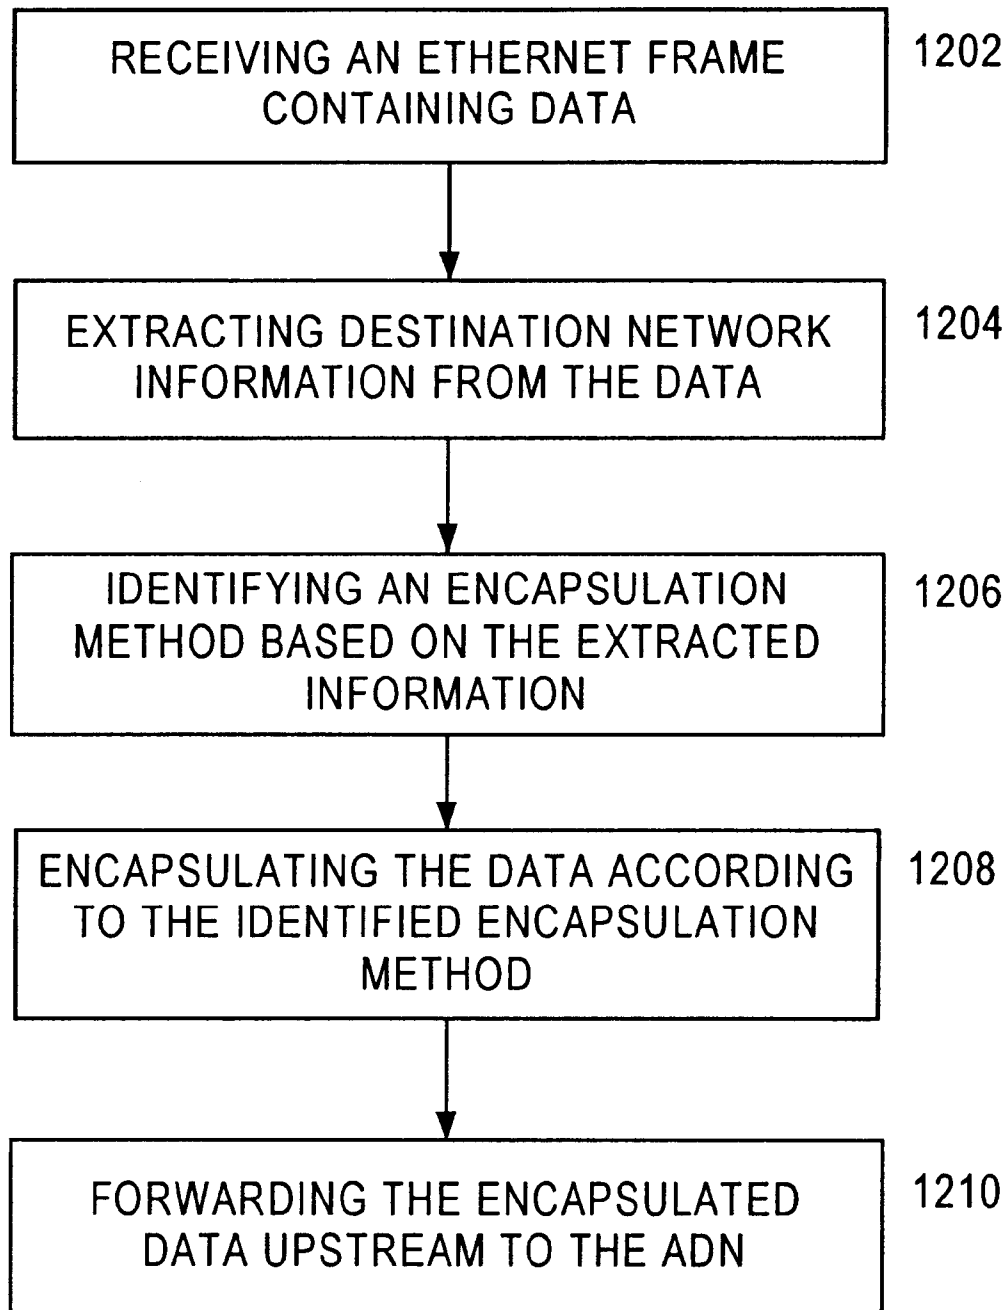 RECEIVING AN ETHERNET FRAME
CONTAINING DATA
1202
EXTRACTING DESTINATION NETWORK
INFORMATION FROM THE DATA
1204
IDENTIFYING AN ENCAPSULATION
METHOD BASED ON THE EXTRACTED
INFORMATION
1206
ENCAPSULATING THE DATA ACCORDING
TO THE IDENTIFIED ENCAPSULATION
METHOD
1208
FORWARDING THE ENCAPSULATED
DATA UPSTREAM TO THE ADN
1210